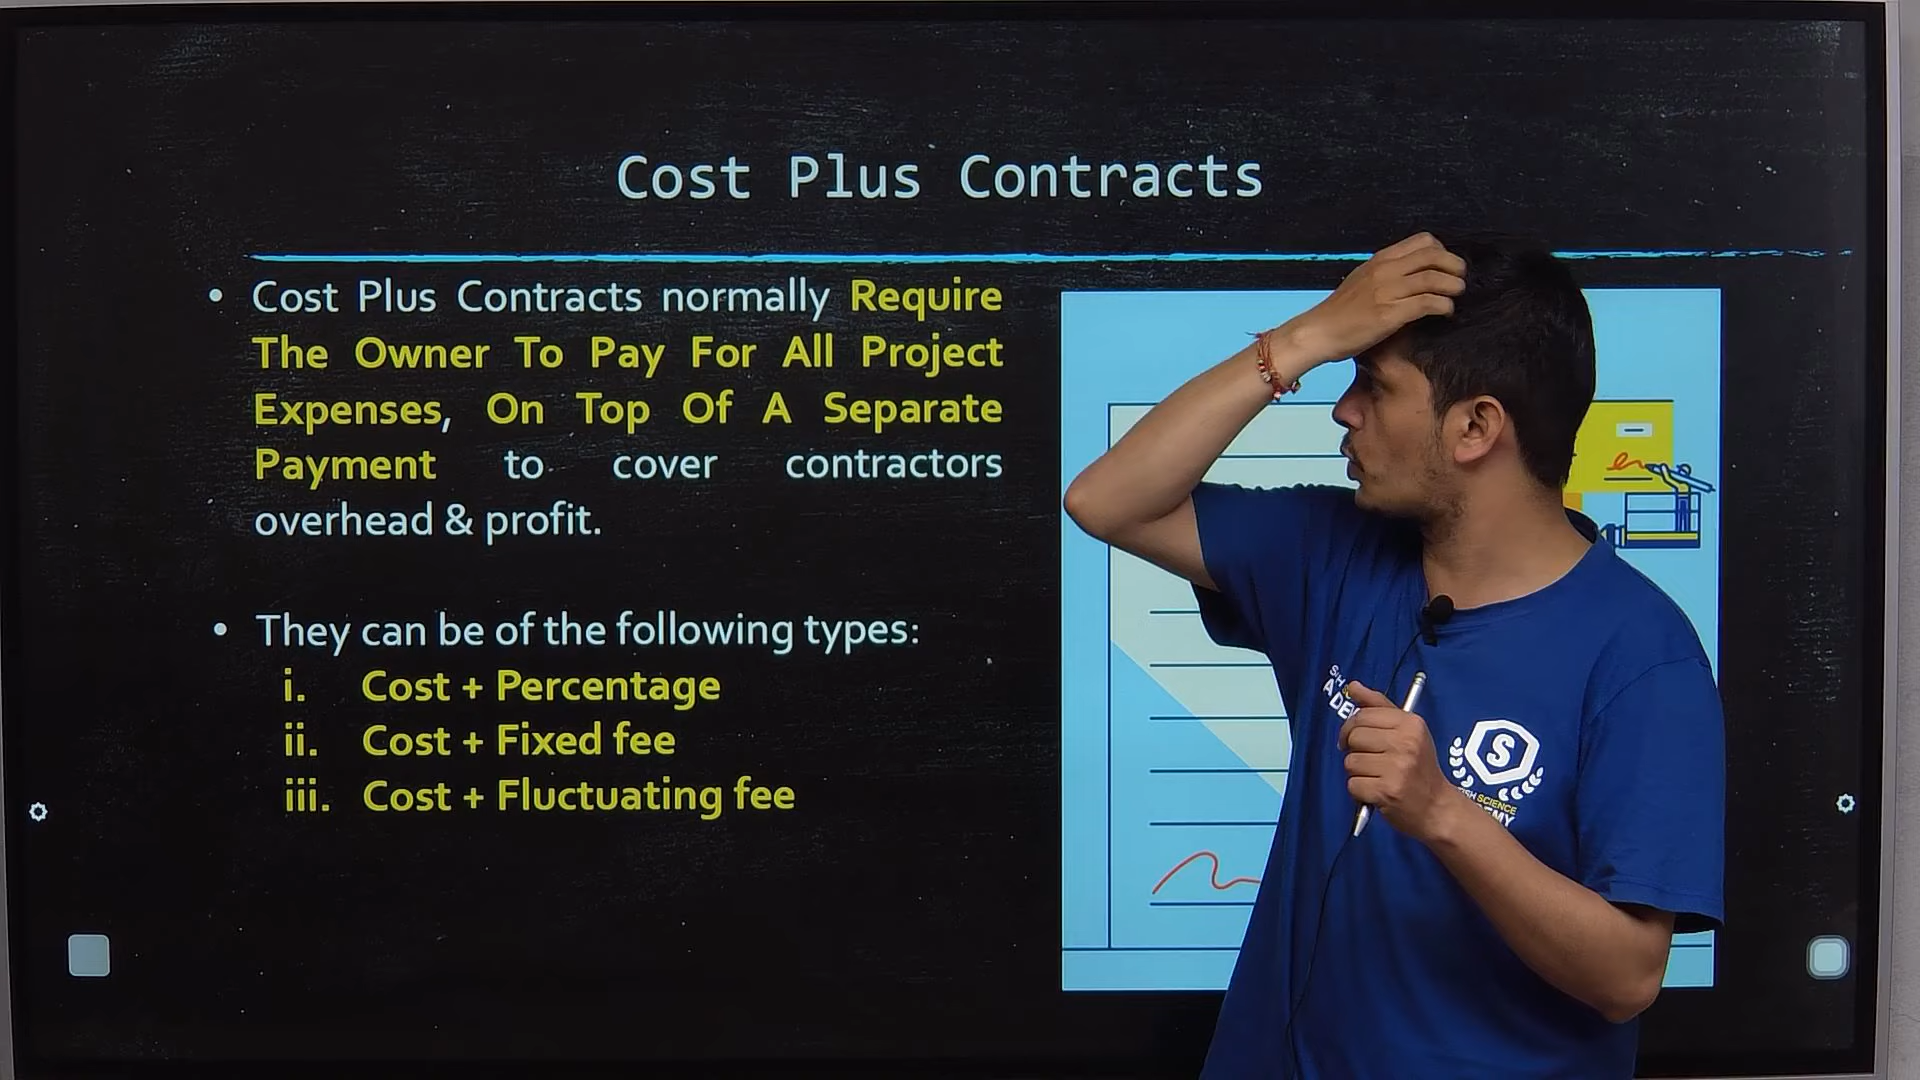 Cost Plus Contracts
• Cost Plus Contracts normally Require
The Owner To Pay For All Project
Expenses, On Top Of A Separate
Payment to cover contractors
overhead & profit.
• They can be of the following types:
i. Cost + Percentage
ii. Cost + Fixed fee
iii. Cost + Fluctuating fee
S
SCIENCE